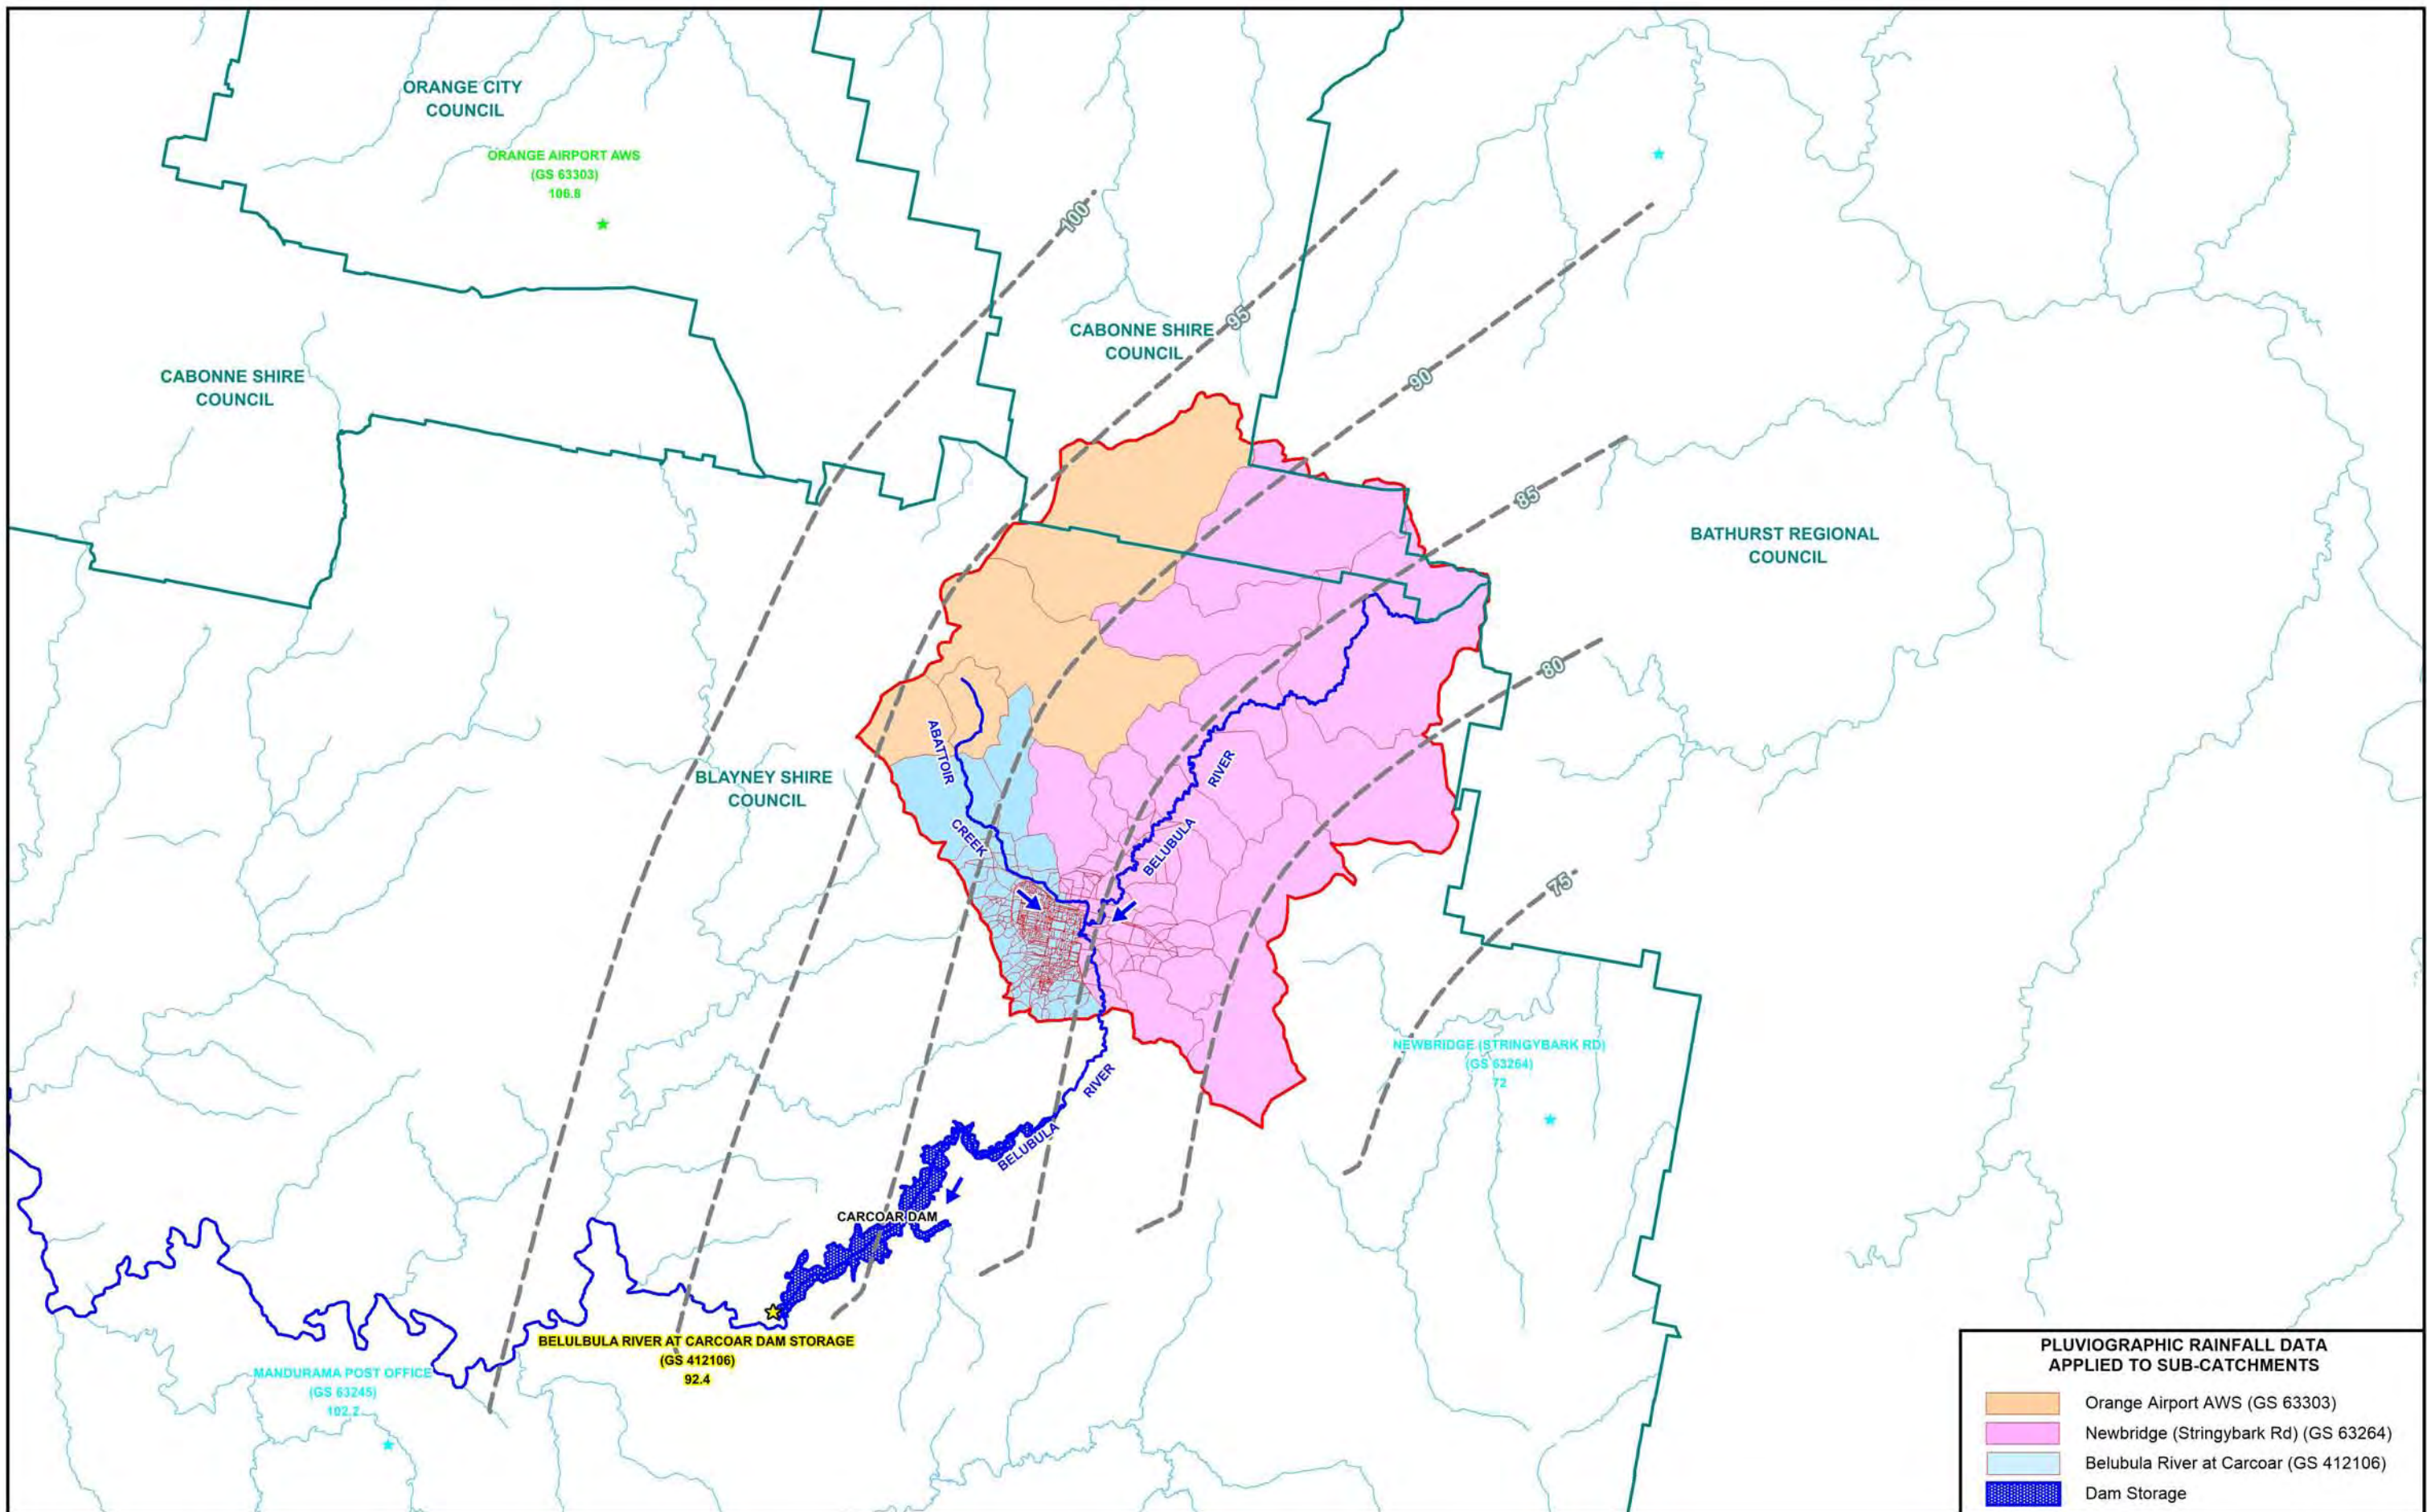 ORANGE CITY
COUNCIL
ORANGE AIRPORT AWS
(GS 63303)
106.8
100
95
CABONNE SHIRE
COUNCIL
CABONNE SHIRE
COUNCIL
90
85
BATHURST REGIONAL
COUNCIL
80
ABATTOIR
CREEK
BLAYNEY SHIRE
COUNCIL
RIVER
BELUBULA
75
NEWBRIDGE (STRINGYBARK RD)
(GS 63264)
72
RIVER
BELUBULA
CARCOAR DAM
BELULBULA RIVER AT CARCOAR DAM STORAGE
(GS 412106)
92.4
MANDURAMA POST OFFICE
(GS 63245)
102.2
PLUVIOGRAPHIC RAINFALL DATA
APPLIED TO SUB-CATCHMENTS
Orange Airport AWS (GS 63303)
Newbridge (Stringybark Rd) (GS 63264)
Belubula River at Carcoar (GS 412106)
Dam Storage